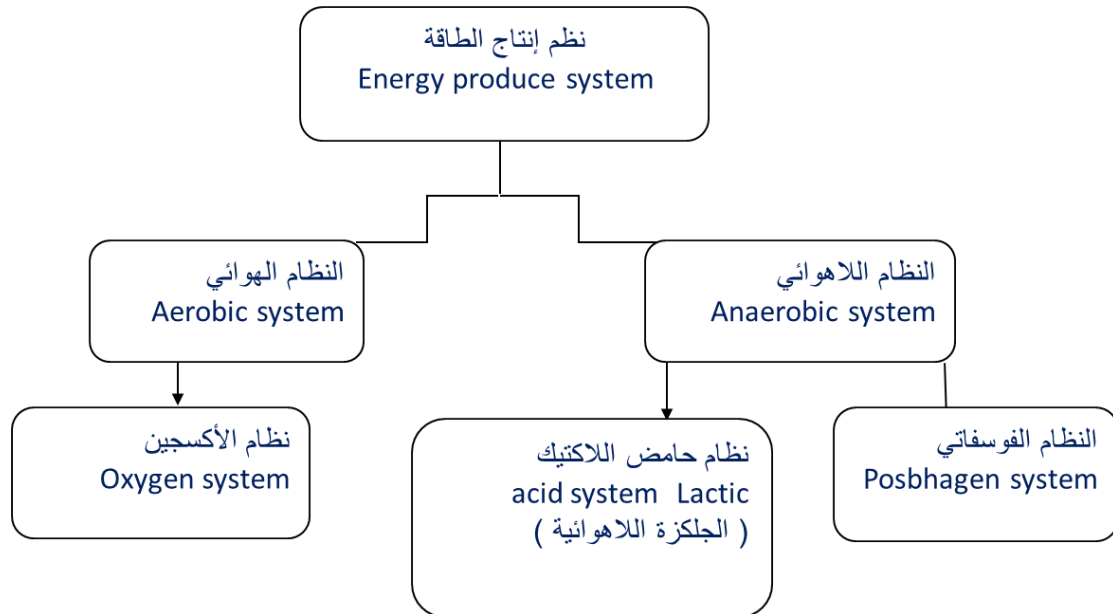 نظم إنتاج الطاقة
Energy produce system
النظام الهوائي
Aerobic system
النظام اللاهوائي
Anaerobic system
نظام الأكسجين
Oxygen system
نظام حامض اللاكتيك
acid system Lactic
( الجلكزة اللاهوائية )
النظام الفوسفاتي
Posbhagen system